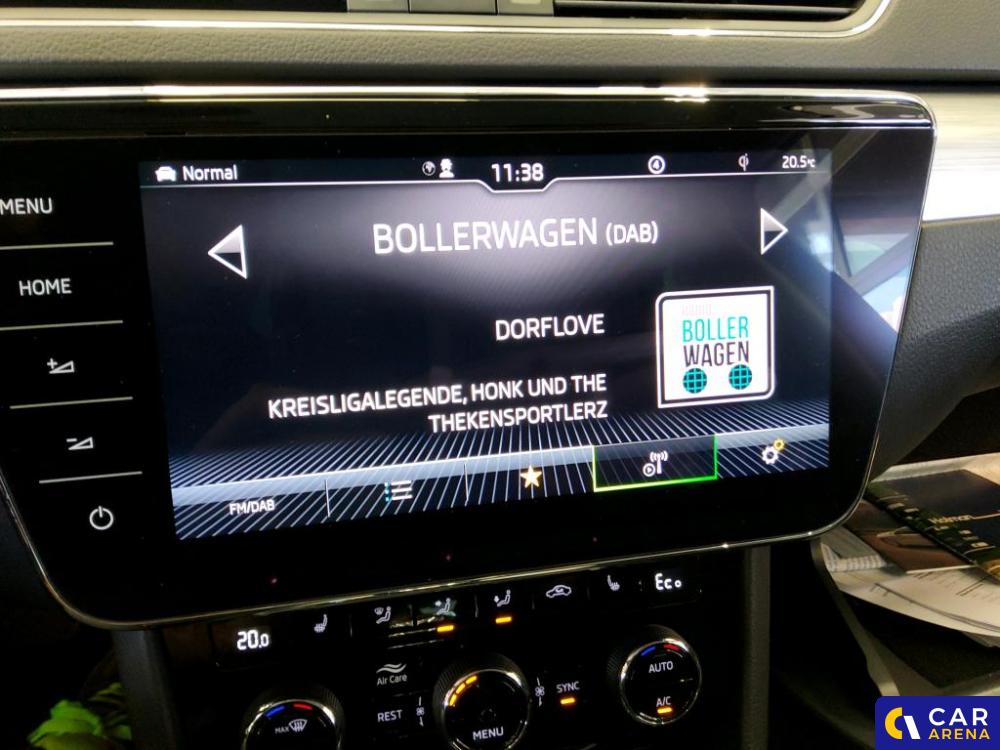 Normal
11:38
4
20.5°C
MENU
BOLLERWAGEN (DAB)
HOME
DORFLOVE
BOLLER
WAGEN
KREISLIGALEGENDE, HONK UND THE
THEKENSPORTLERZ
FM/DAB
20.0
Eco
Air Care
AUTO
REST
SYNC
A/C
MAX
MENU
CAR
ARENA